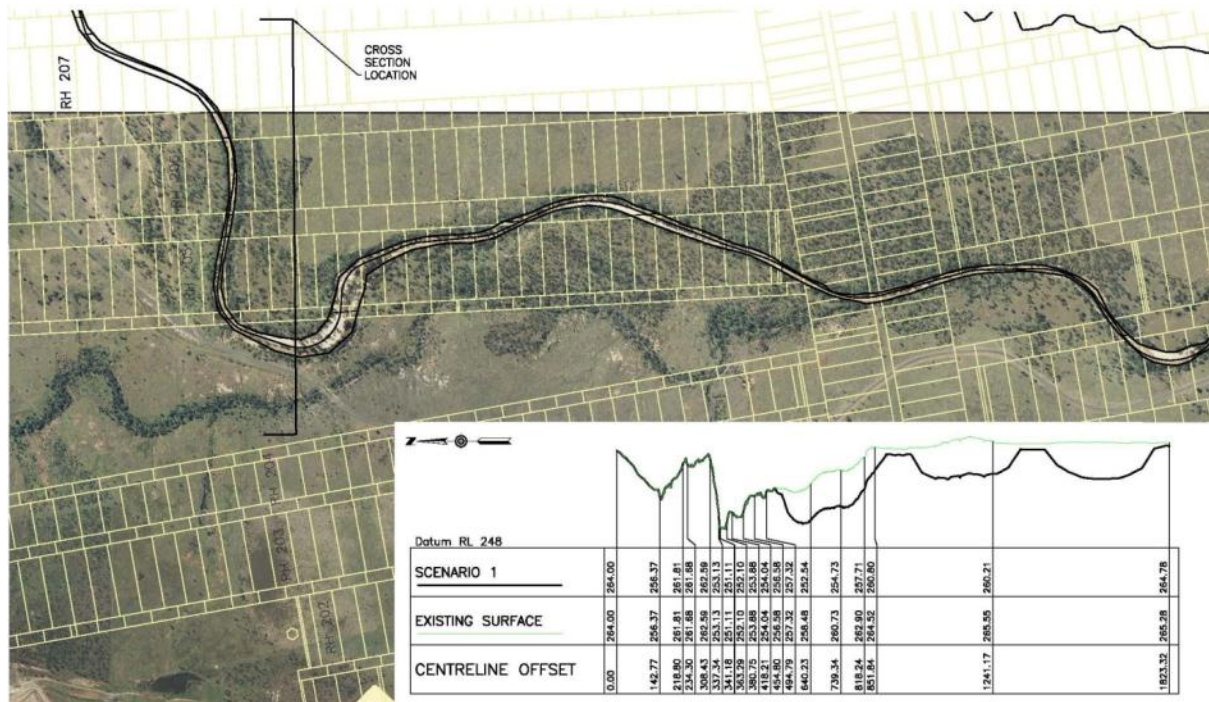 CROSS
SECTION
LOCATION
RH 207
RH 204
RH 203
RH 202
Z
Datum RL 248
SCENARIO 1 264.00 256.37 261.81 261.68 262.59 253.13 251.11 252.10 253.88 254.04 256.58 257.32 252.54 254.73 257.71 260.80 260.21 264.78
EXISTING SURFACE 264.00 256.37 261.81 261.68 262.59 253.13 251.11 252.10 253.88 254.04 256.58 257.32 258.48 260.73 262.90 264.52 265.28
CENTRELINE OFFSET 0.00 142.77 218.80 234.30 308.43 337.34 341.18 363.29 380.75 418.21 454.80 494.79 640.23 739.34 818.24 851.84 1241.17 1823.32